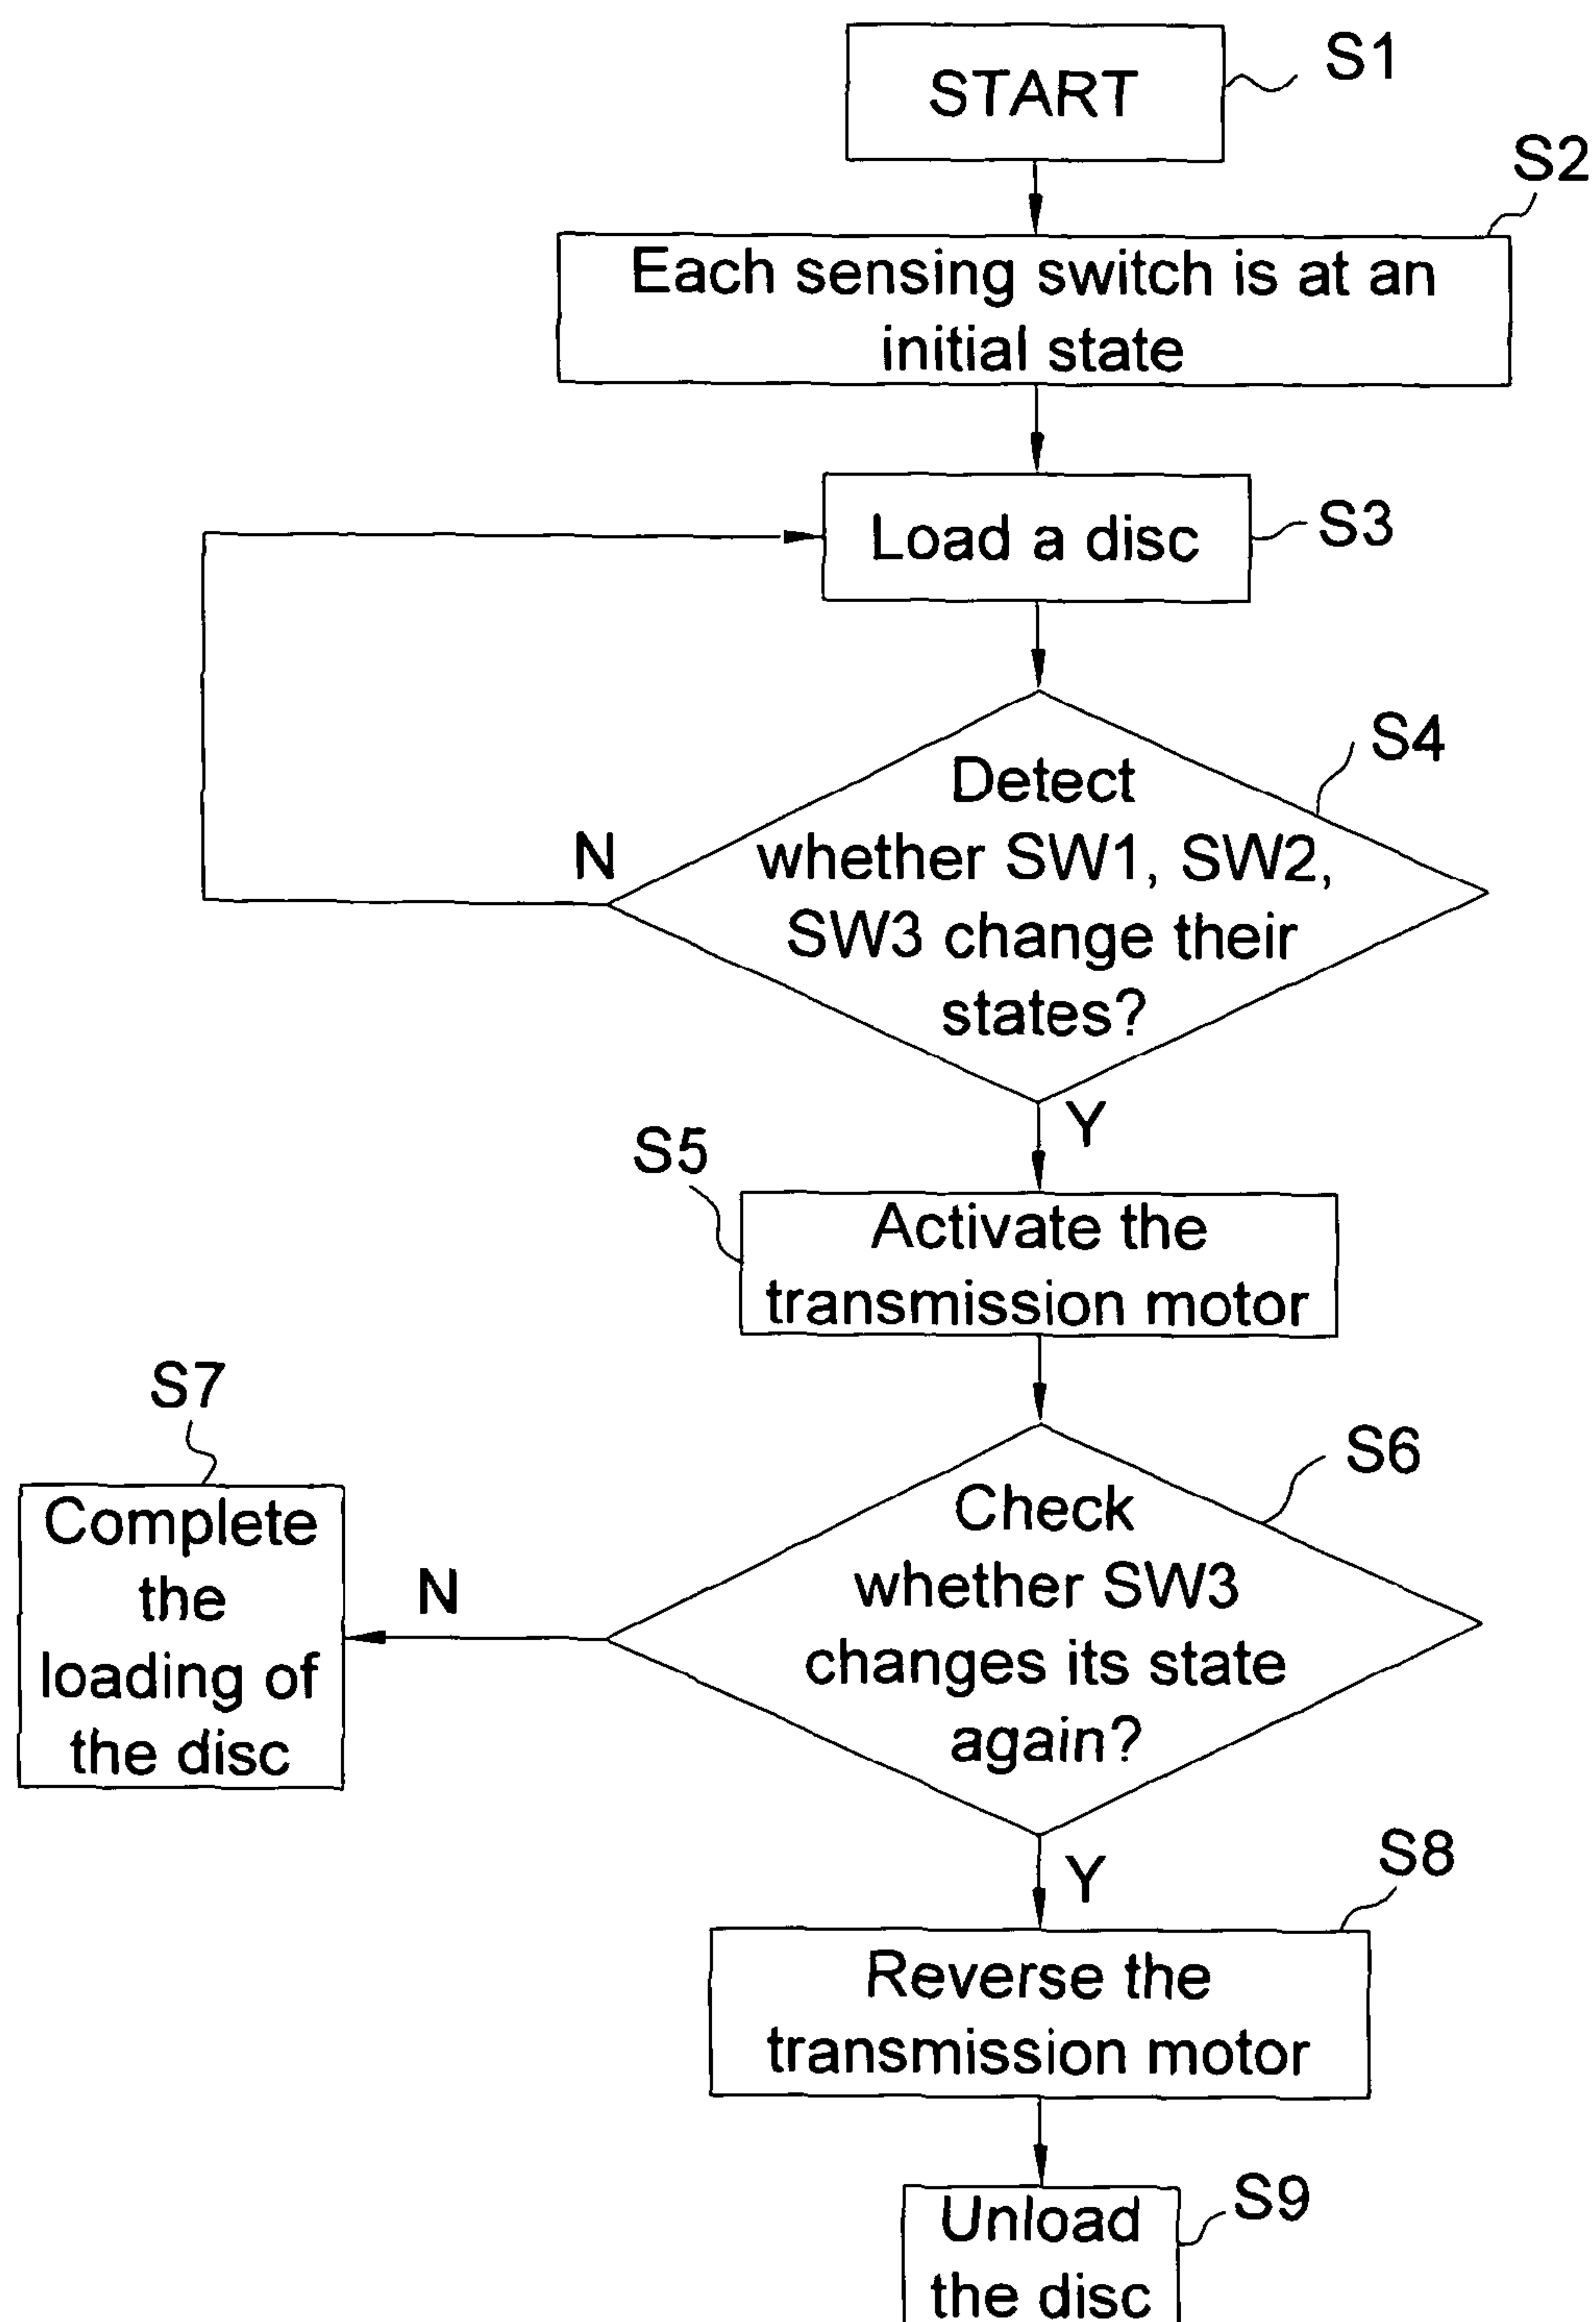 START
S1
S2
Each sensing switch is at an
initial state
Load a disc
S3
S4
Detect
whether SW1, SW2,
SW3 change their
states?
N
Y
S5
Activate the
transmission motor
S6
Check
whether SW3
changes its state
again?
S7
Complete
the
loading of
the disc
N
Y
S8
Reverse the
transmission motor
S9
Unload
the disc